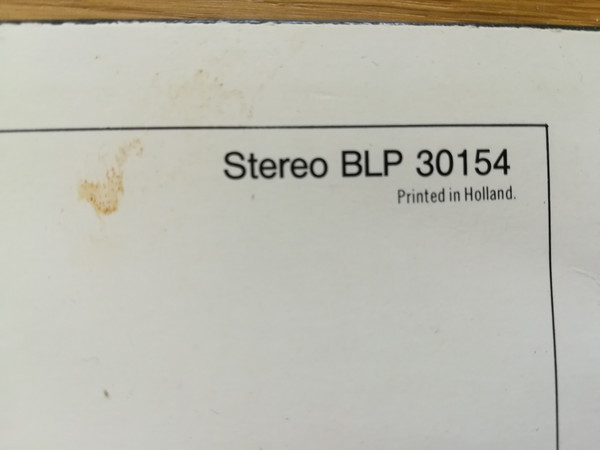 Stereo BLP 30154
Printed in Holland.